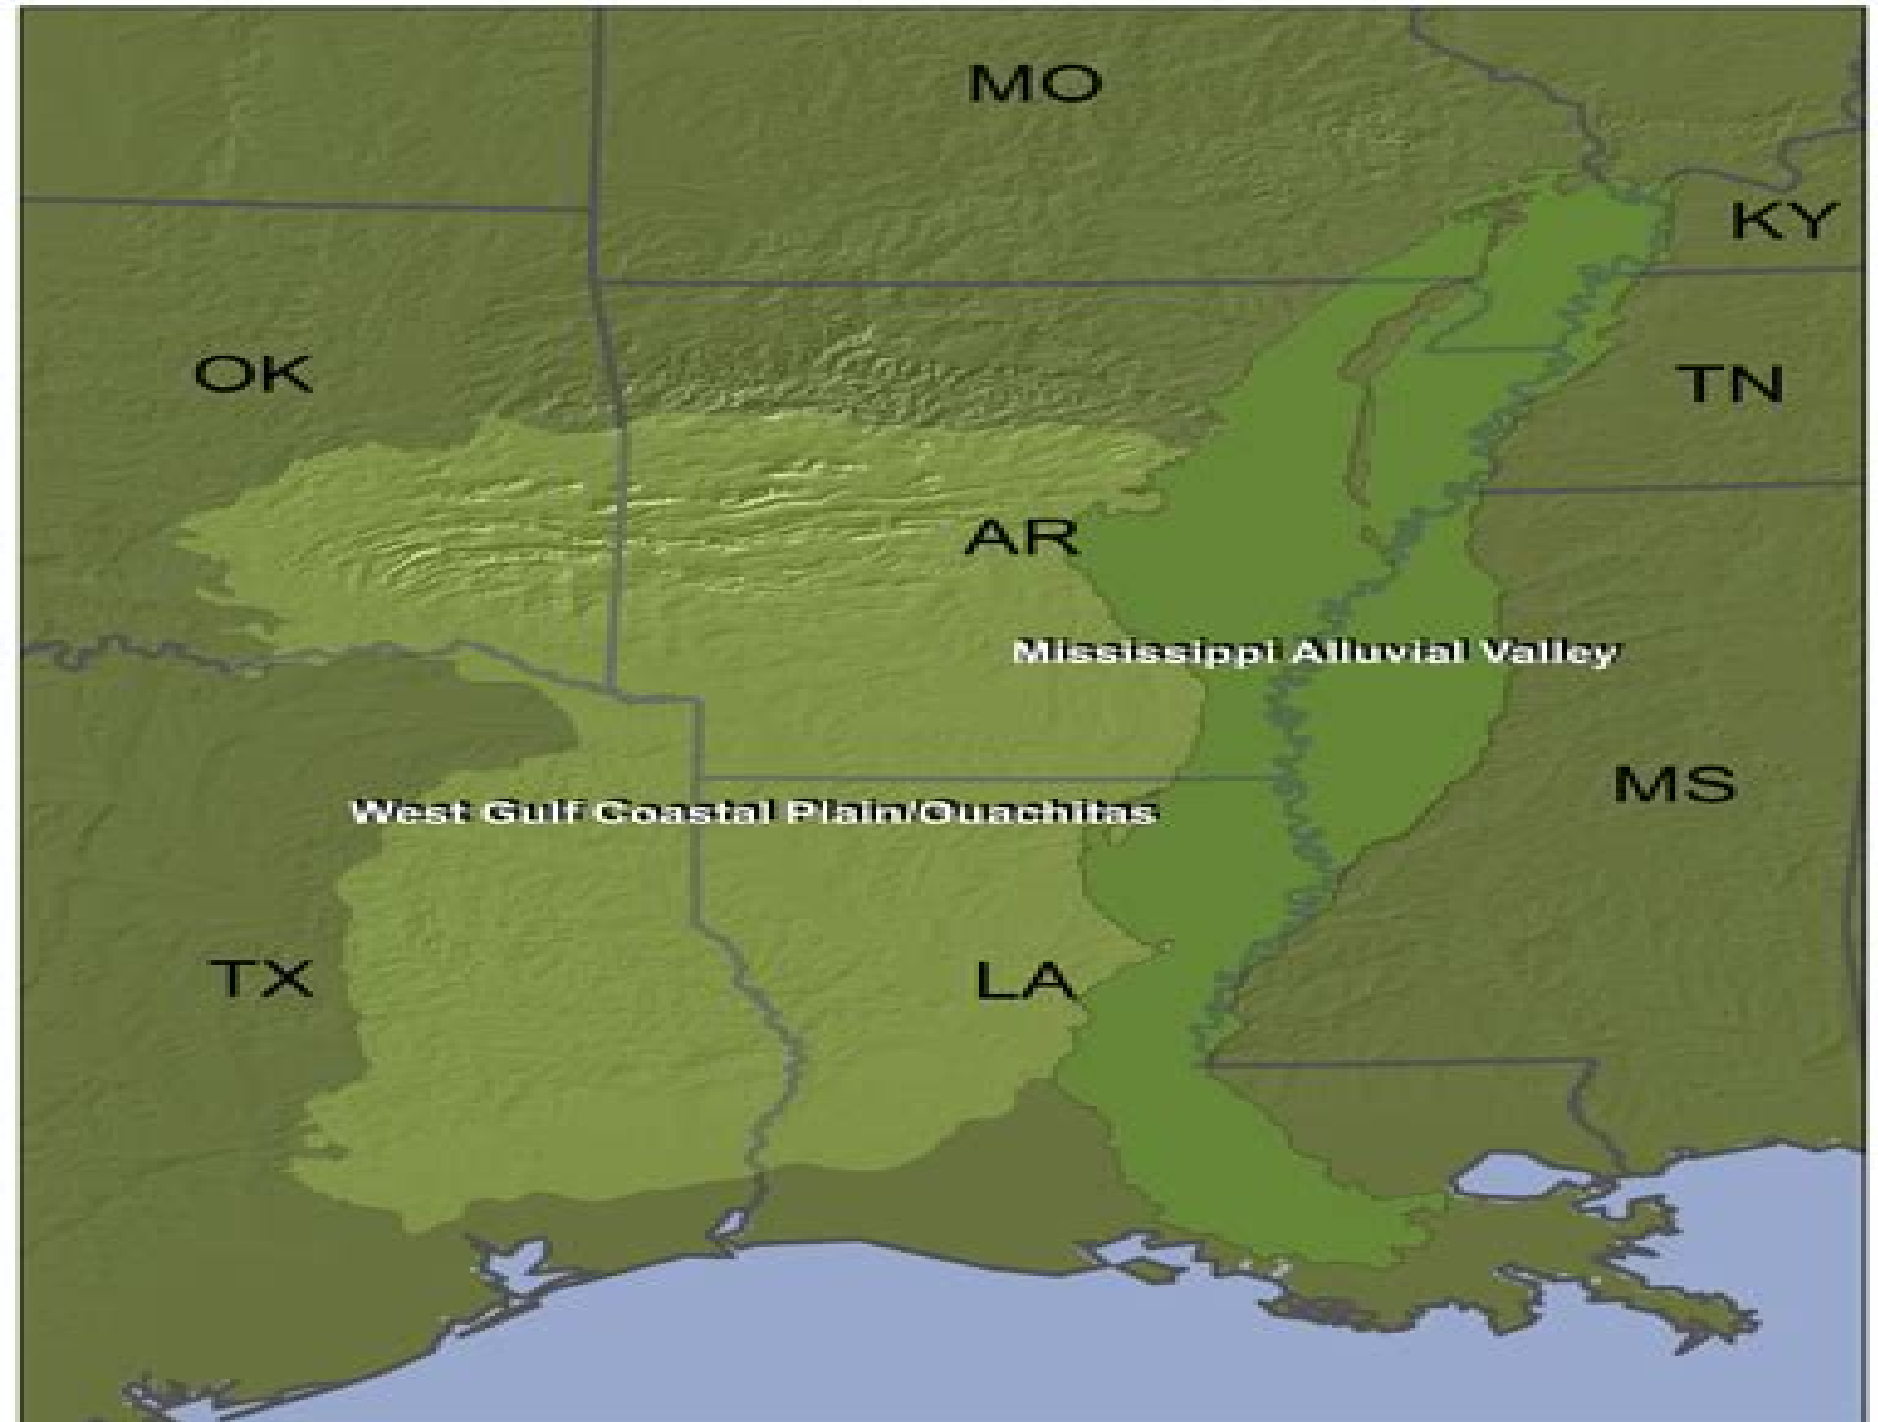 MO
KY
OK
TN
AR
Mississippi Alluvial Valley
MS
West Gulf Coastal Plain/Ouachitas
TX
LA